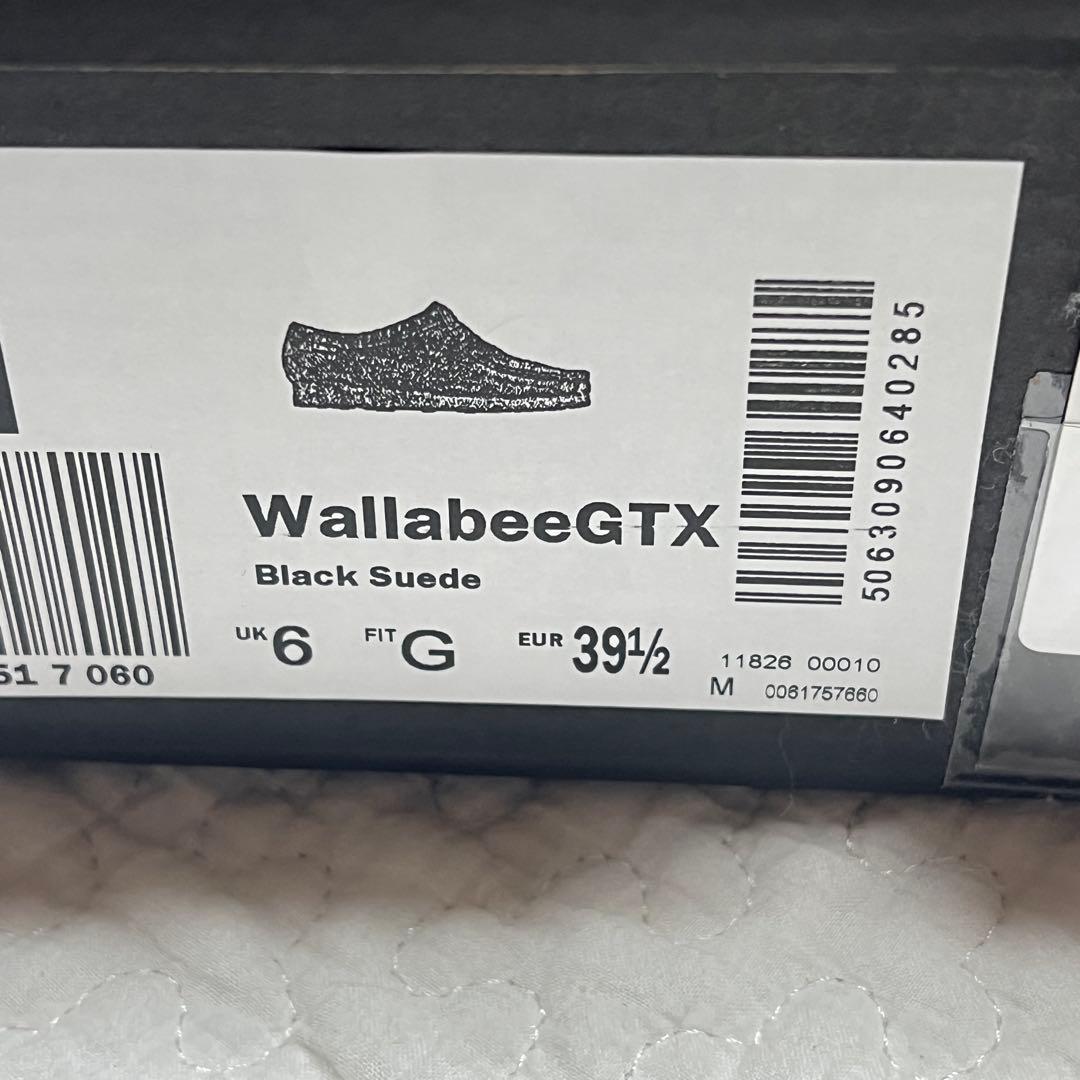 WallabeeGTX
Black Suede
UK 6 FIT G EUR 39½
5063090640285
11826 00010
M 0061757660
51 7 060